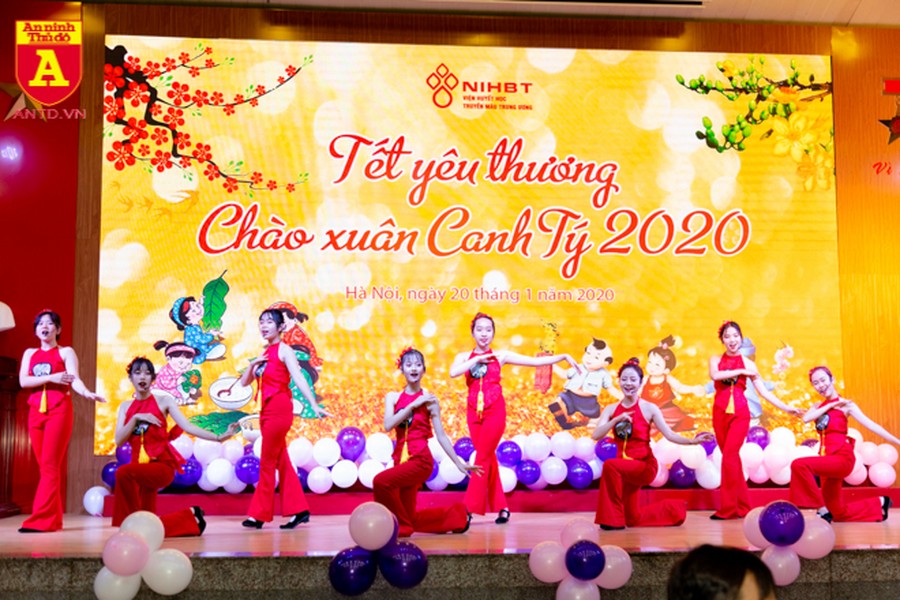 An ninh
Thủ đô
A
ANTD.VN
NIHBT
VIỆN HUYẾT HỌC
TRUYỀN MÁU TRUNG ƯƠNG
Tết yêu thương
Chào xuân Canh Tý 2020
Hà Nội, ngày 20 tháng 1 năm 2020
Vì